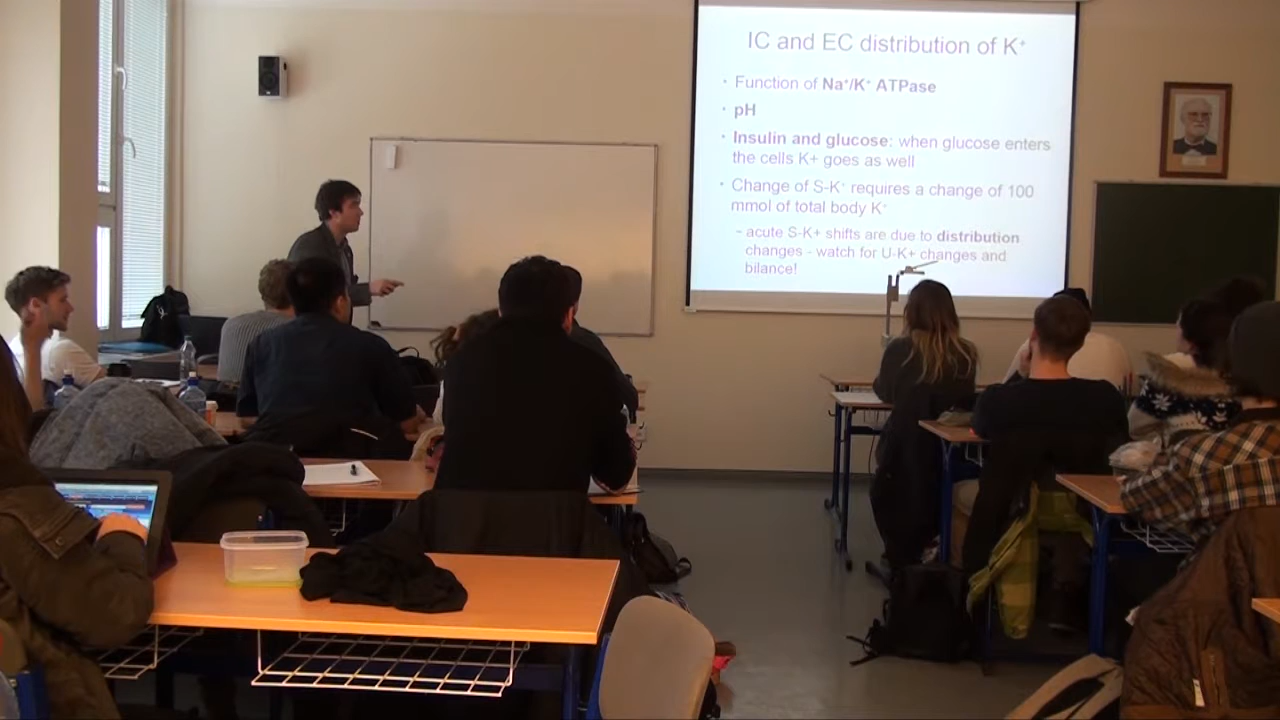 IC and EC distribution of K⁺
· Function of Na⁺/K⁺ ATPase
· pH
· Insulin and glucose: when glucose enters
the cells K+ goes as well
· Change of S-K⁺ requires a change of 100
mmol of total body K⁺
– acute S-K+ shifts are due to distribution
changes - watch for U-K+ changes and
bilance!